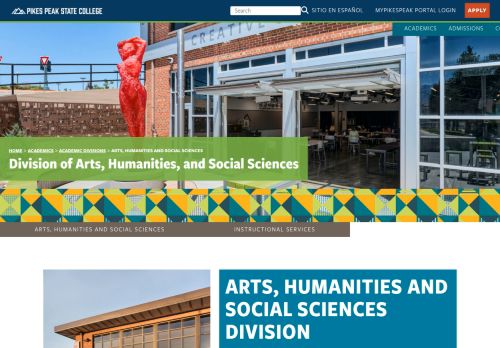 PIKES PEAK STATE COLLEGE
Search
SITIO EN ESPAÑOL
MYPIKESPEAK PORTAL LOGIN
APPLY
ACADEMICS
ADMISSIONS
CREATIVE
HOME > ACADEMICS > ACADEMIC DIVISIONS > ARTS, HUMANITIES AND SOCIAL SCIENCES
Division of Arts, Humanities, and Social Sciences
ARTS, HUMANITIES AND SOCIAL SCIENCES
INSTRUCTIONAL SERVICES
ARTS, HUMANITIES AND
SOCIAL SCIENCES
DIVISION